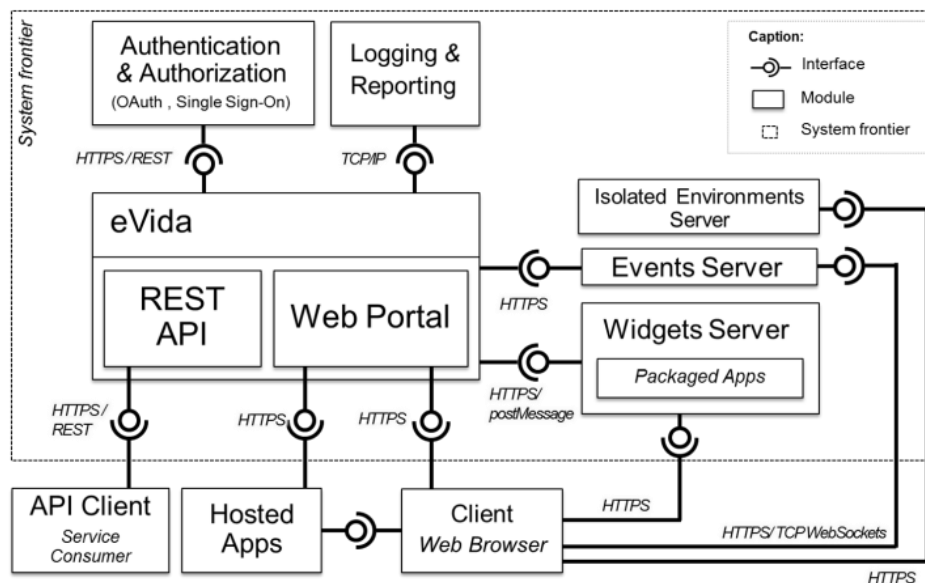 System frontier
Authentication
& Authorization
(OAuth , Single Sign-On)
Logging &
Reporting
Caption:
Interface
Module
System frontier
HTTPS / REST
TCP/IP
eVida
REST
API
Web Portal
Isolated Environments
Server
Events Server
HTTPS
Widgets Server
Packaged Apps
HTTPS/
postMessage
HTTPS /
REST
HTTPS
HTTPS
API Client
Service
Consumer
Hosted
Apps
Client
Web Browser
HTTPS
HTTPS/ TCP WebSockets
HTTPS